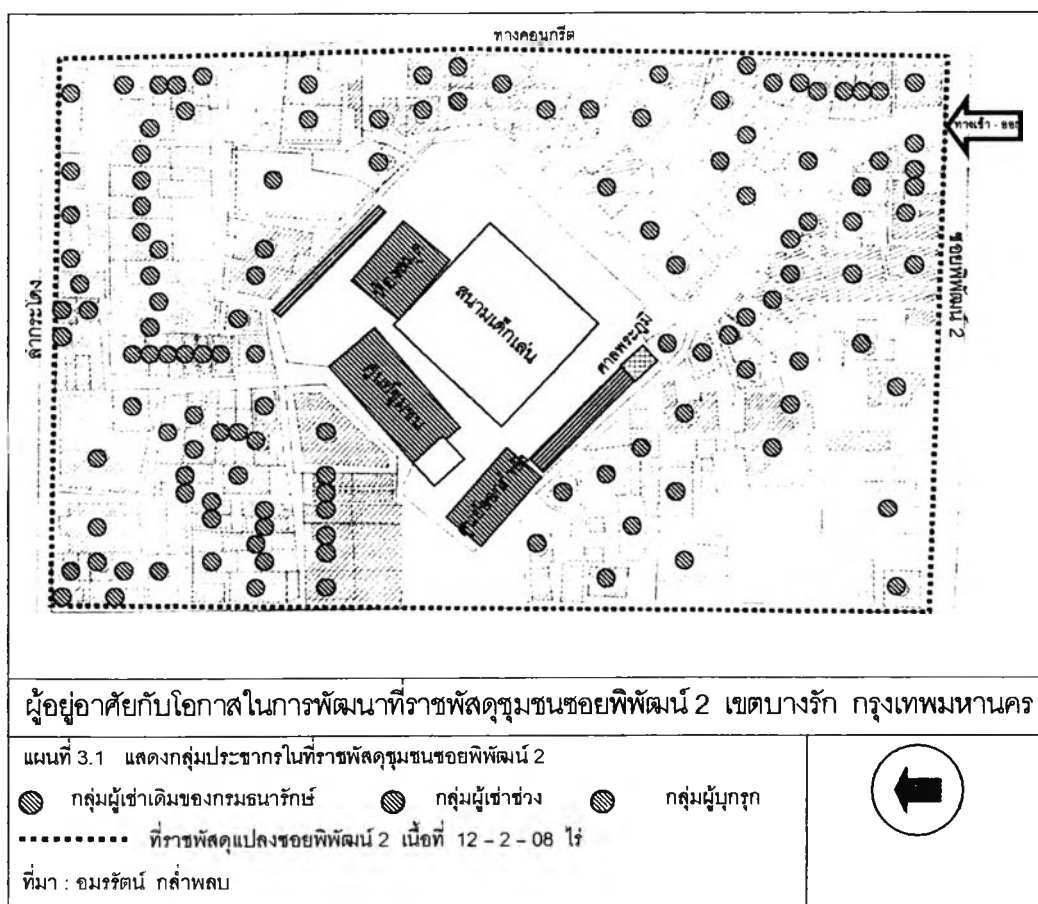 ทางคอนกรีต
ทางเข้า - ออก
ซอยพิพัฒน์ 2
ลำกระโดง
สนามเด็กเล่น
ศาลพระภูมิ
ศูนย์ชุมชน
ผู้อยู่อาศัยกับโอกาสในการพัฒนาที่ราชพัสดุชุมชนซอยพิพัฒน์ 2 เขตบางรัก กรุงเทพมหานคร
แผนที่ 3.1 แสดงกลุ่มประชากรในที่ราชพัสดุชุมชนซอยพิพัฒน์ 2
กลุ่มผู้เช่าเดิมของกรมธนารักษ์ กลุ่มผู้เช่าช่วง กลุ่มผู้บุกรุก
ที่ราชพัสดุแปลงซอยพิพัฒน์ 2 เนื้อที่ 12 – 2 – 08 ไร่
ที่มา : อมรรัตน์ กล่ำพลบ